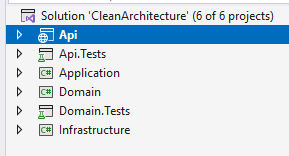 Solution 'CleanArchitecture' (6 of 6 projects)
Api
Api.Tests
C# Application
C# Domain
Domain.Tests
C# Infrastructure